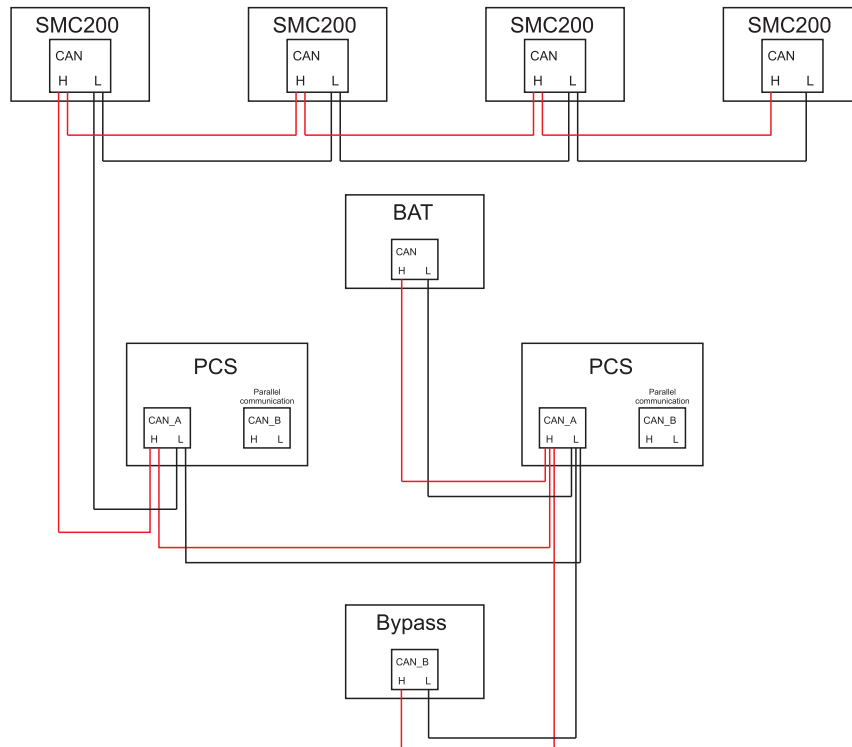 SMC200 SMC200 SMC200 SMC200
CAN CAN CAN CAN
H L H L H L H L
BAT
CAN
H L
PCS PCS
Parallel Parallel
communication communication
CAN_A CAN_B CAN_A CAN_B
H L H L H L H L
Bypass
CAN_B
H L